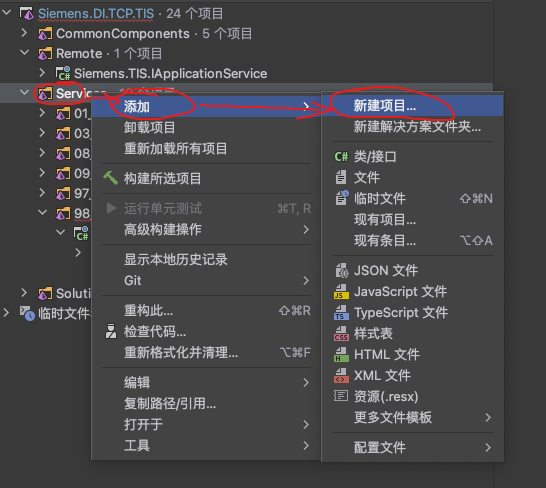 Siemens.DI.TCP.TIS · 24 个项目
CommonComponents · 5 个项目
Remote · 1 个项目
Siemens.TIS.IApplicationService
Services
01_
03_
08_
09_
97_
98_
Solut
临时文件
添加
卸载项目
重新加载所有项目
构建所选项目
运行单元测试 ⌘T, R
高级构建操作
显示本地历史记录
Git
重构此... ⇧⌘R
检查代码...
重新格式化并清理... ⌥⌘F
编辑
复制路径/引用...
打开于
工具
新建项目...
新建解决方案文件夹...
C# 类/接口
文件
临时文件 ⇧⌘N
现有项目...
现有条目... ⌥⇧A
JSON 文件
JS JavaScript 文件
TS TypeScript 文件
CSS 样式表
H HTML 文件
XML 文件
资源(.resx)
更多文件模板
配置文件